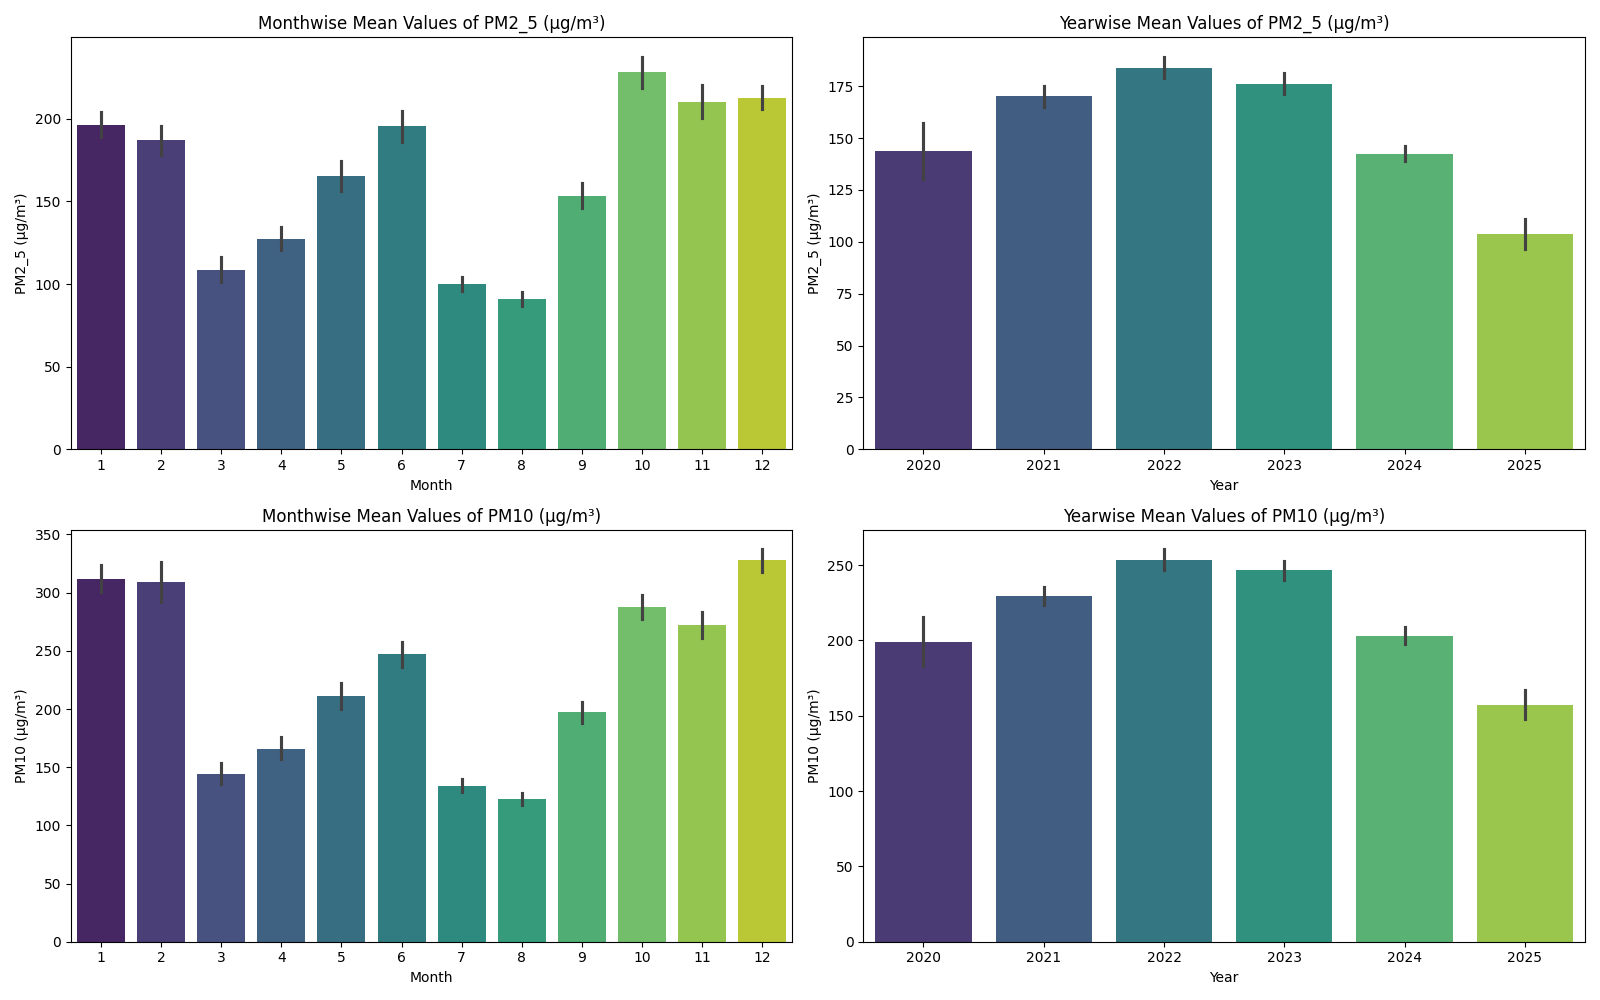 Monthwise Mean Values of PM2_5 (µg/m³)
PM2_5 (µg/m³)
200
150
100
50
0
1 2 3 4 5 6 7 8 9 10 11 12
Month
Yearwise Mean Values of PM2_5 (µg/m³)
PM2_5 (µg/m³)
175
150
125
100
75
50
25
0
2020 2021 2022 2023 2024 2025
Year
Monthwise Mean Values of PM10 (µg/m³)
PM10 (µg/m³)
350
300
250
200
150
100
50
0
1 2 3 4 5 6 7 8 9 10 11 12
Month
Yearwise Mean Values of PM10 (µg/m³)
PM10 (µg/m³)
250
200
150
100
50
0
2020 2021 2022 2023 2024 2025
Year